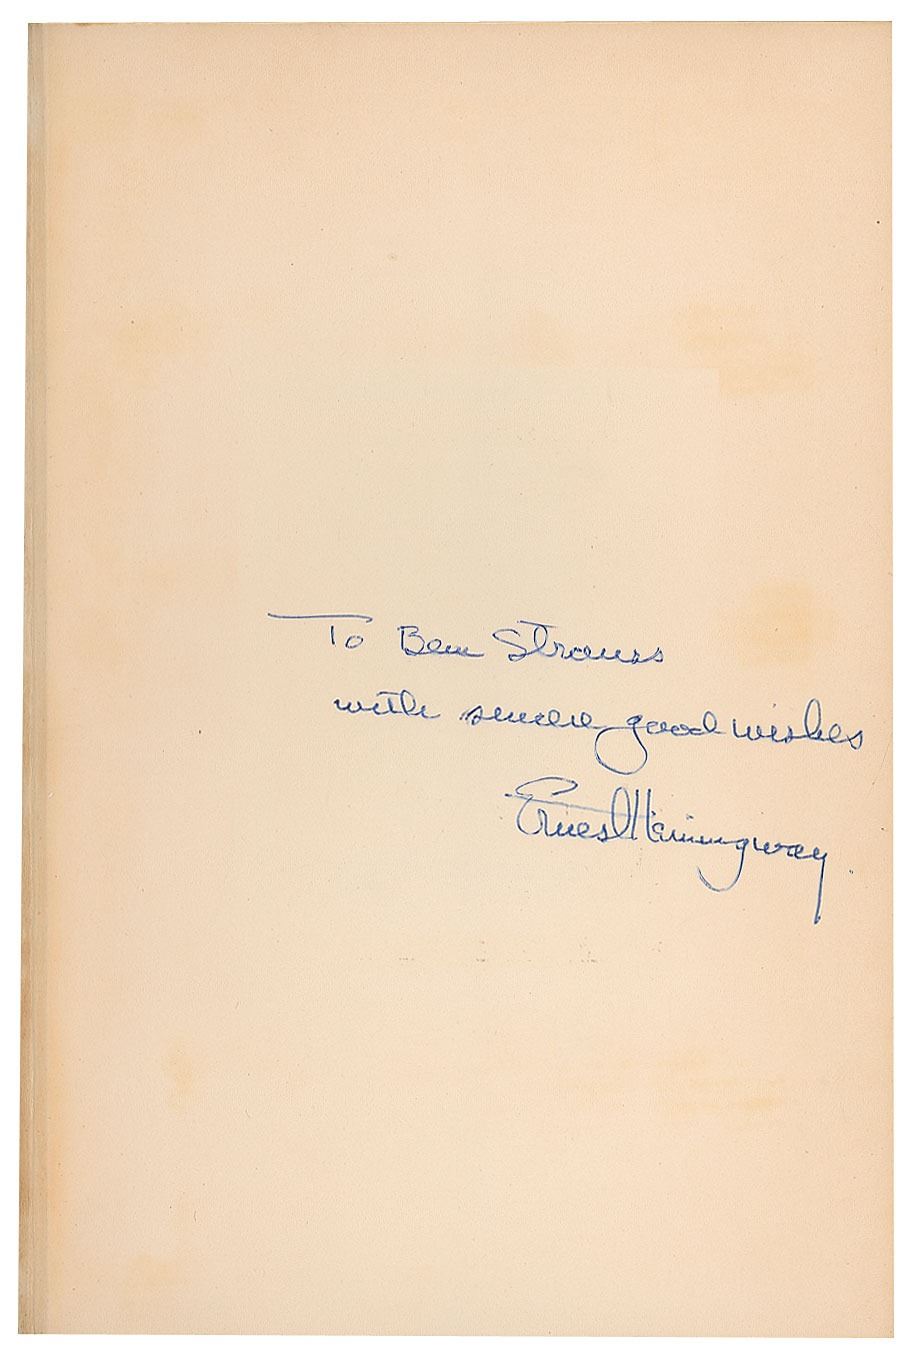 To Ben Strauss
with sincere good wishes
Ernest Hemingway